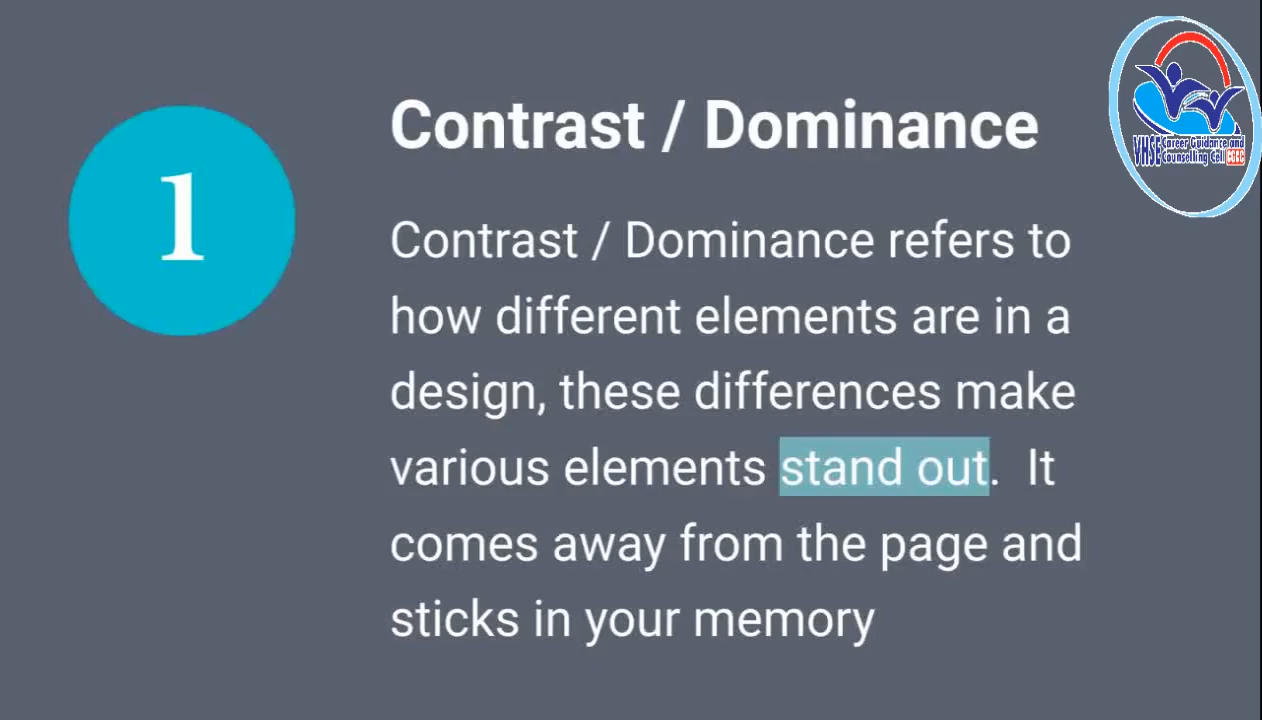 1
Contrast / Dominance
Contrast / Dominance refers to
how different elements are in a
design, these differences make
various elements stand out.  It
comes away from the page and
sticks in your memory
VHSE Career Guidance and
Counselling Cell CGCC